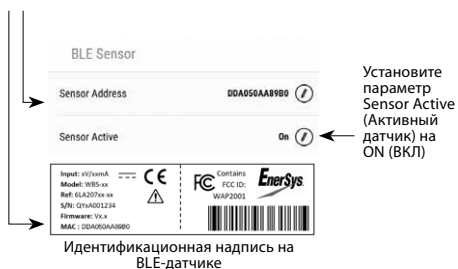 BLE Sensor
Sensor Address DDA050AA89B0
Sensor Active On
Установите
параметр
Sensor Active
(Активный
датчик) на
ON (ВКЛ)
Input: xV/xxmA
Model: WBS-xx
Ref: 6LA207xx-xx
S/N: QYxA001234
Firmware: Vx.x
MAC : DDA050AA89B0
CE
FC Contains
FCC ID:
WAP2001
EnerSys
Идентификационная надпись на
BLE-датчике